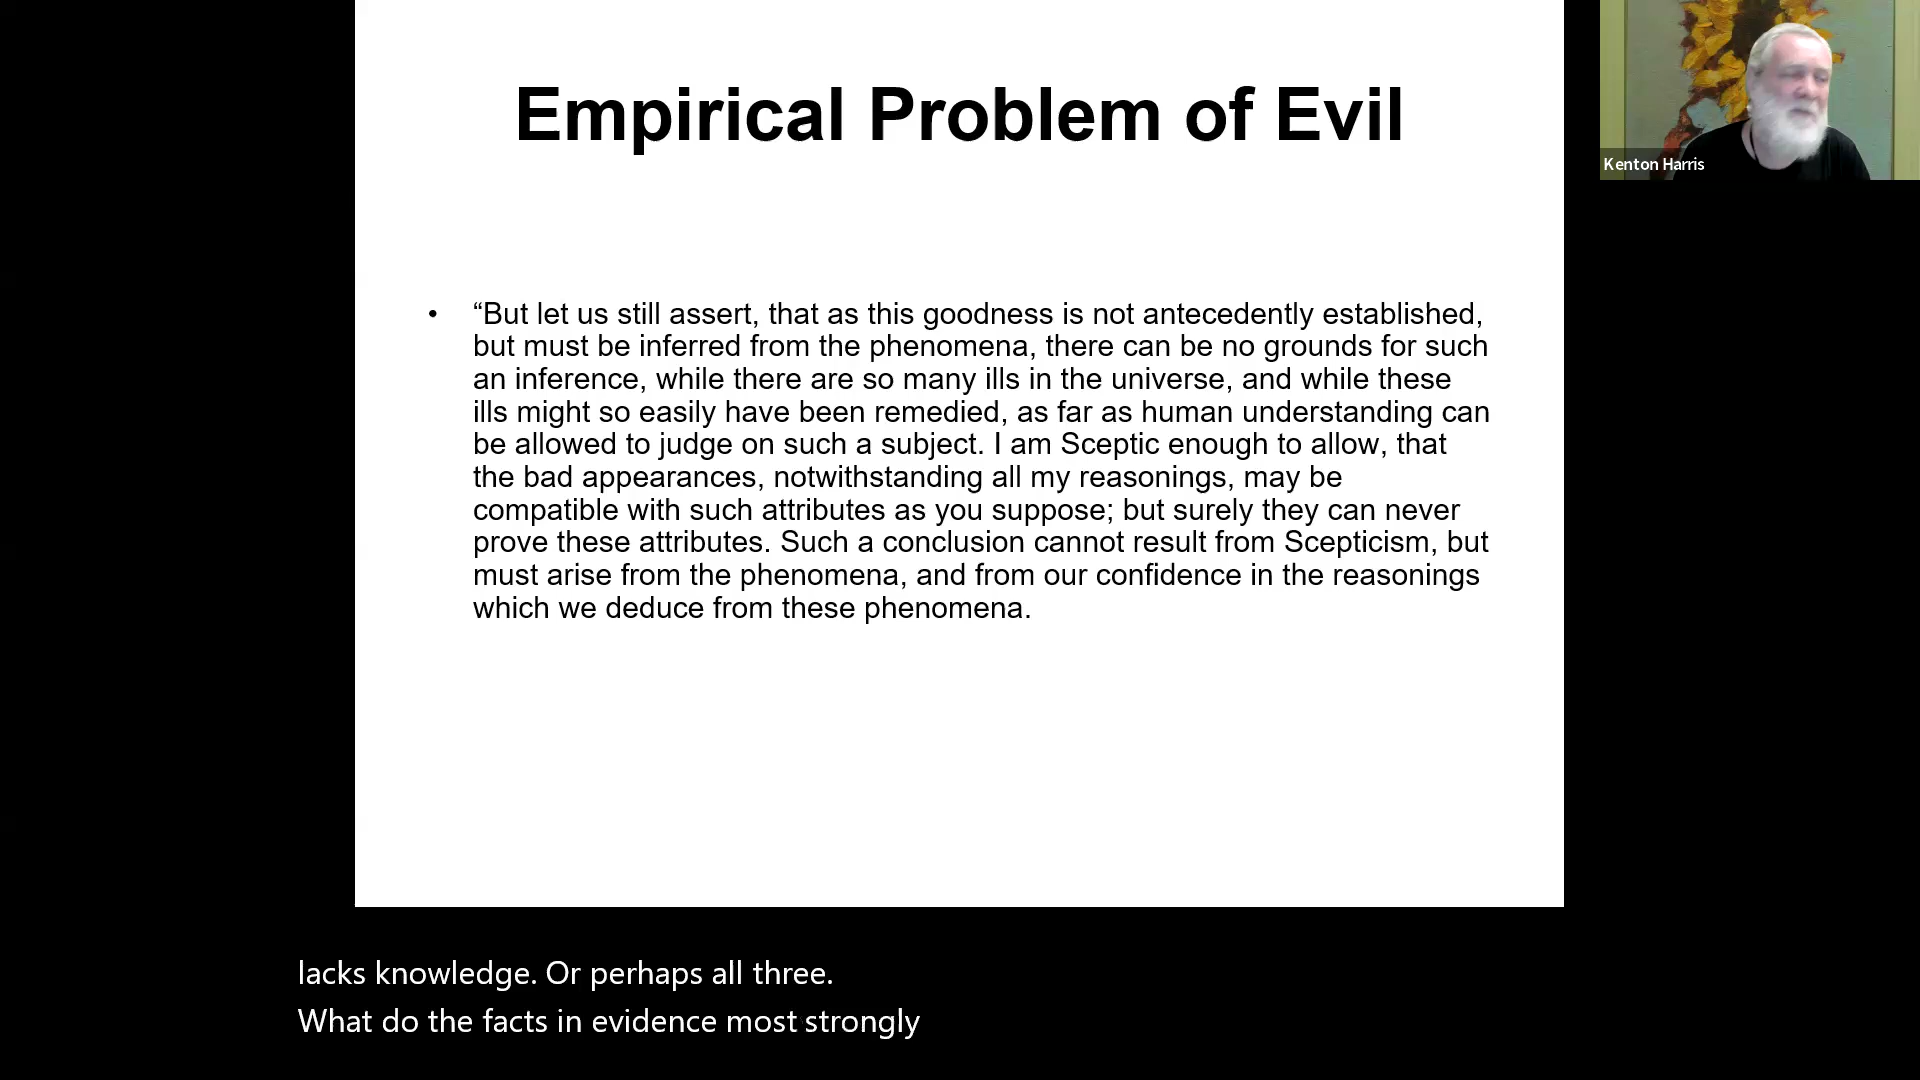 Empirical Problem of Evil
Kenton Harris
• “But let us still assert, that as this goodness is not antecedently established,
but must be inferred from the phenomena, there can be no grounds for such
an inference, while there are so many ills in the universe, and while these
ills might so easily have been remedied, as far as human understanding can
be allowed to judge on such a subject. I am Sceptic enough to allow, that
the bad appearances, notwithstanding all my reasonings, may be
compatible with such attributes as you suppose; but surely they can never
prove these attributes. Such a conclusion cannot result from Scepticism, but
must arise from the phenomena, and from our confidence in the reasonings
which we deduce from these phenomena.
lacks knowledge. Or perhaps all three.
What do the facts in evidence most strongly